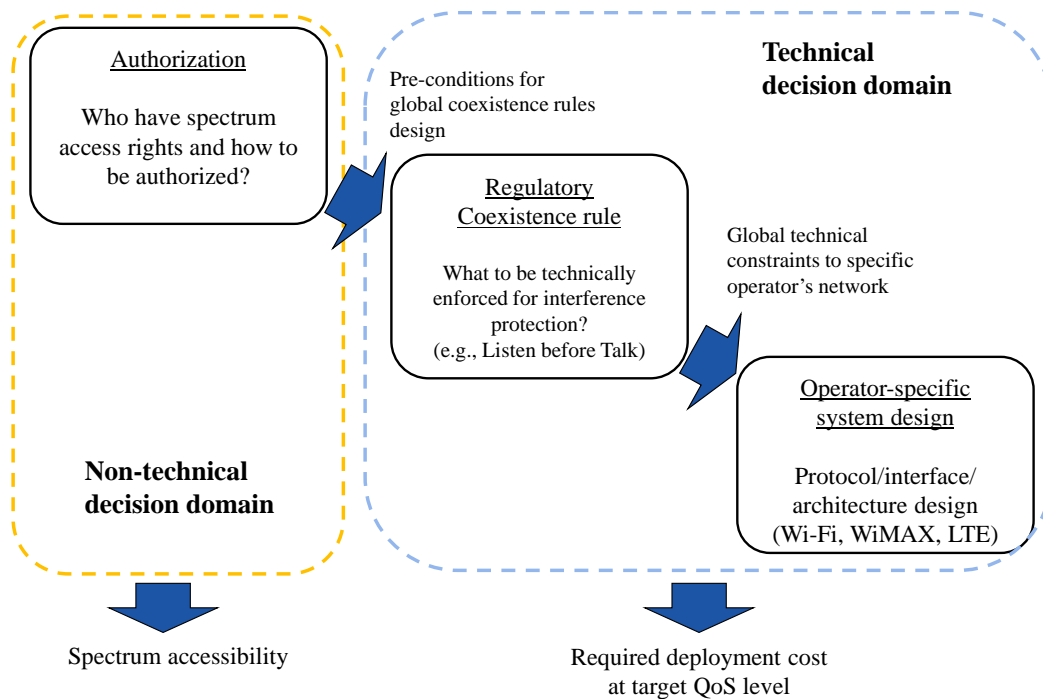 Authorization
Who have spectrum
access rights and how to
be authorized?
Non-technical
decision domain
Pre-conditions for
global coexistence rules
design
Technical
decision domain
Regulatory
Coexistence rule
What to be technically
enforced for interference
protection?
(e.g., Listen before Talk)
Global technical
constraints to specific
operator’s network
Operator-specific
system design
Protocol/interface/
architecture design
(Wi-Fi, WiMAX, LTE)
Spectrum accessibility
Required deployment cost
at target QoS level